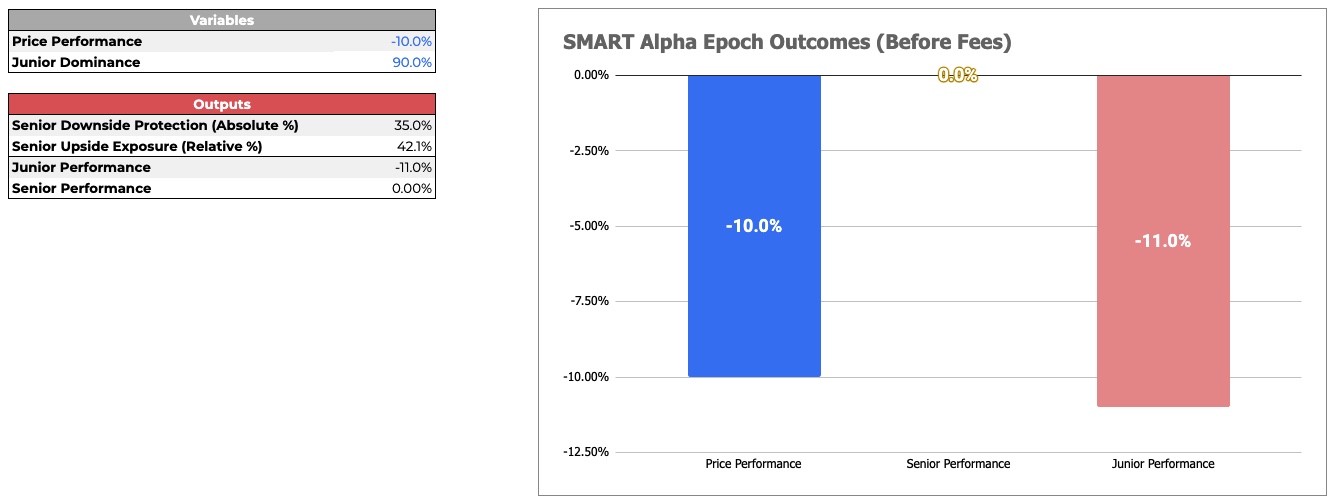 Variables
Price Performance -10.0%
Junior Dominance 90.0%
Outputs
Senior Downside Protection (Absolute %) 35.0%
Senior Upside Exposure (Relative %) 42.1%
Junior Performance -11.0%
Senior Performance 0.00%
SMART Alpha Epoch Outcomes (Before Fees)
0.00%
0.0%
-2.50%
-5.00%
-10.0%
-11.0%
-7.50%
-10.00%
-12.50%
Price Performance Senior Performance Junior Performance